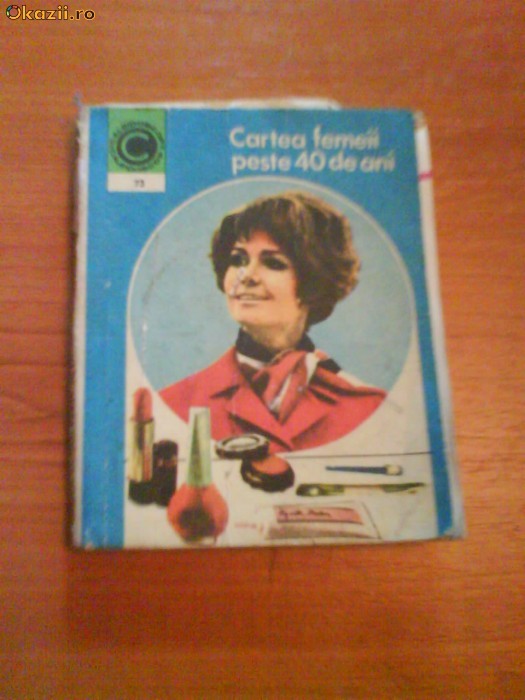 Okazii.ro
Cartea femeii
peste 40 de ani
73